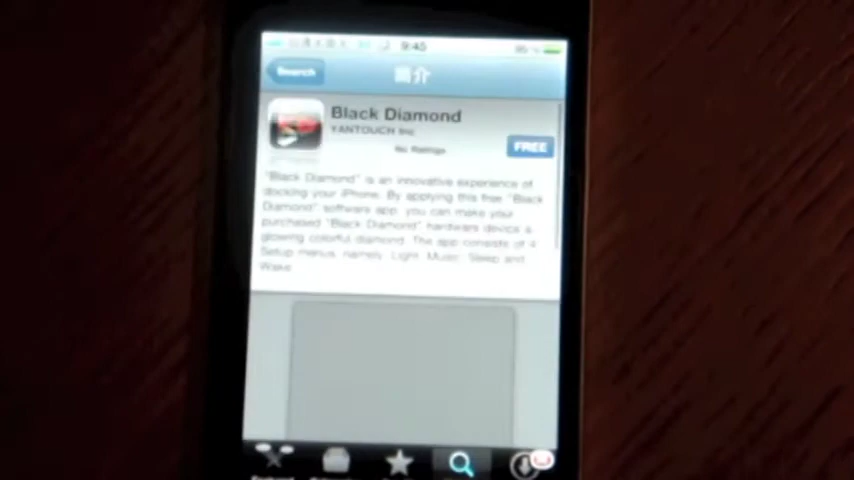 9:45
Search
Black Diamond
YANTOUCH Inc
No Ratings
FREE
"Black Diamond" is an innovative experience of
docking your iPhone. By applying this free "Black
Diamond" software app, you can make your
purchased "Black Diamond" hardware device a
glowing colorful diamond. The app consists of 4
Setup menus, namely, Light, Music, Sleep and
Wake